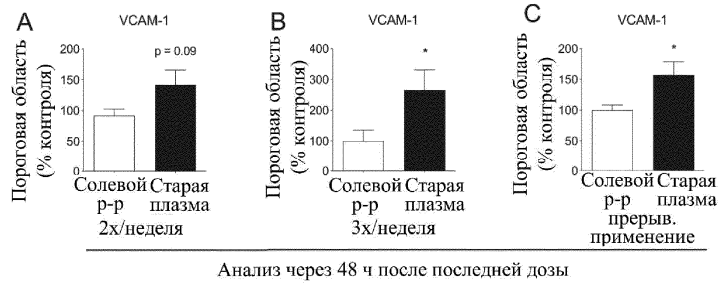 A
VCAM-1
Пороговая область
(% контроля)
200
150
100
50
0
p = 0.09
Солевой
р-р
Старая
плазма
2х/неделя
B
VCAM-1
Пороговая область
(% контроля)
400
300
200
100
0
*
Солевой
р-р
Старая
плазма
3х/неделя
C
VCAM-1
Пороговая область
(% контроля)
200
150
100
50
0
*
Солевой
р-р
Старая
плазма
прерыв.
применение
Анализ через 48 ч после последней дозы